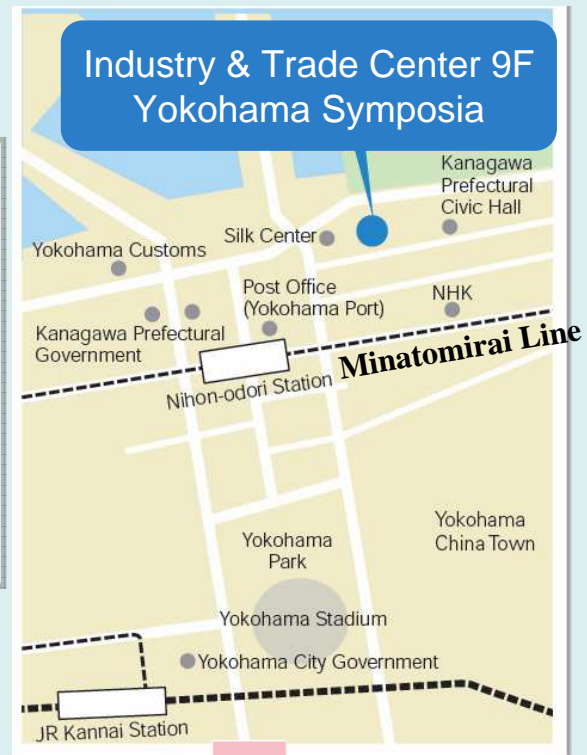 Industry & Trade Center 9F
Yokohama Symposia
Kanagawa
Prefectural
Civic Hall
Silk Center
Yokohama Customs
Post Office
(Yokohama Port)
NHK
Kanagawa Prefectural
Government
Minatomirai Line
Nihon-odori Station
Yokohama
China Town
Yokohama
Park
Yokohama Stadium
Yokohama City Government
JR Kannai Station